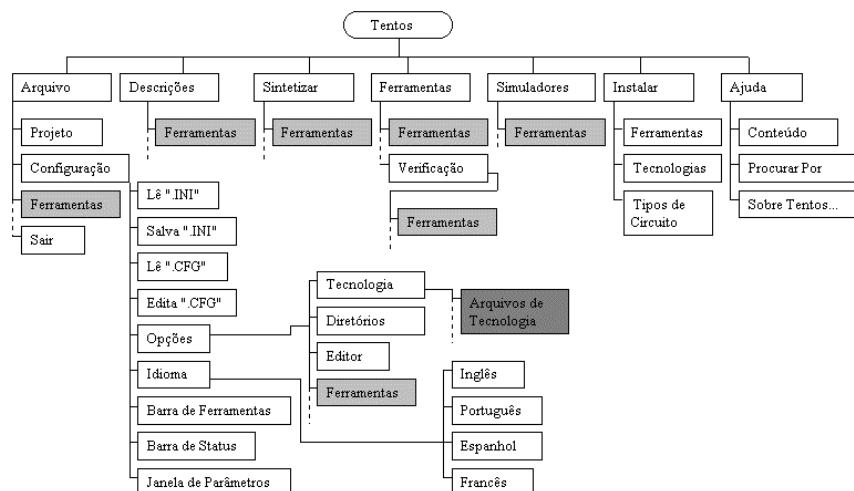 Tentos
Arquivo
Descrições
Sintetizar
Ferramentas
Simuladores
Instalar
Ajuda
Projeto
Configuração
Ferramentas
Sair
Ferramentas
Ferramentas
Ferramentas
Verificação
Ferramentas
Ferramentas
Ferramentas
Tecnologias
Tipos de
Circuito
Conteúdo
Procurar Por
Sobre Tentos...
Lê ".INI"
Salva ".INI"
Lê ".CFG"
Edita ".CFG"
Opções
Idioma
Barra de Ferramentas
Barra de Status
Janela de Parâmetros
Tecnologia
Diretórios
Editor
Ferramentas
Arquivos de
Tecnologia
Inglês
Português
Espanhol
Francês